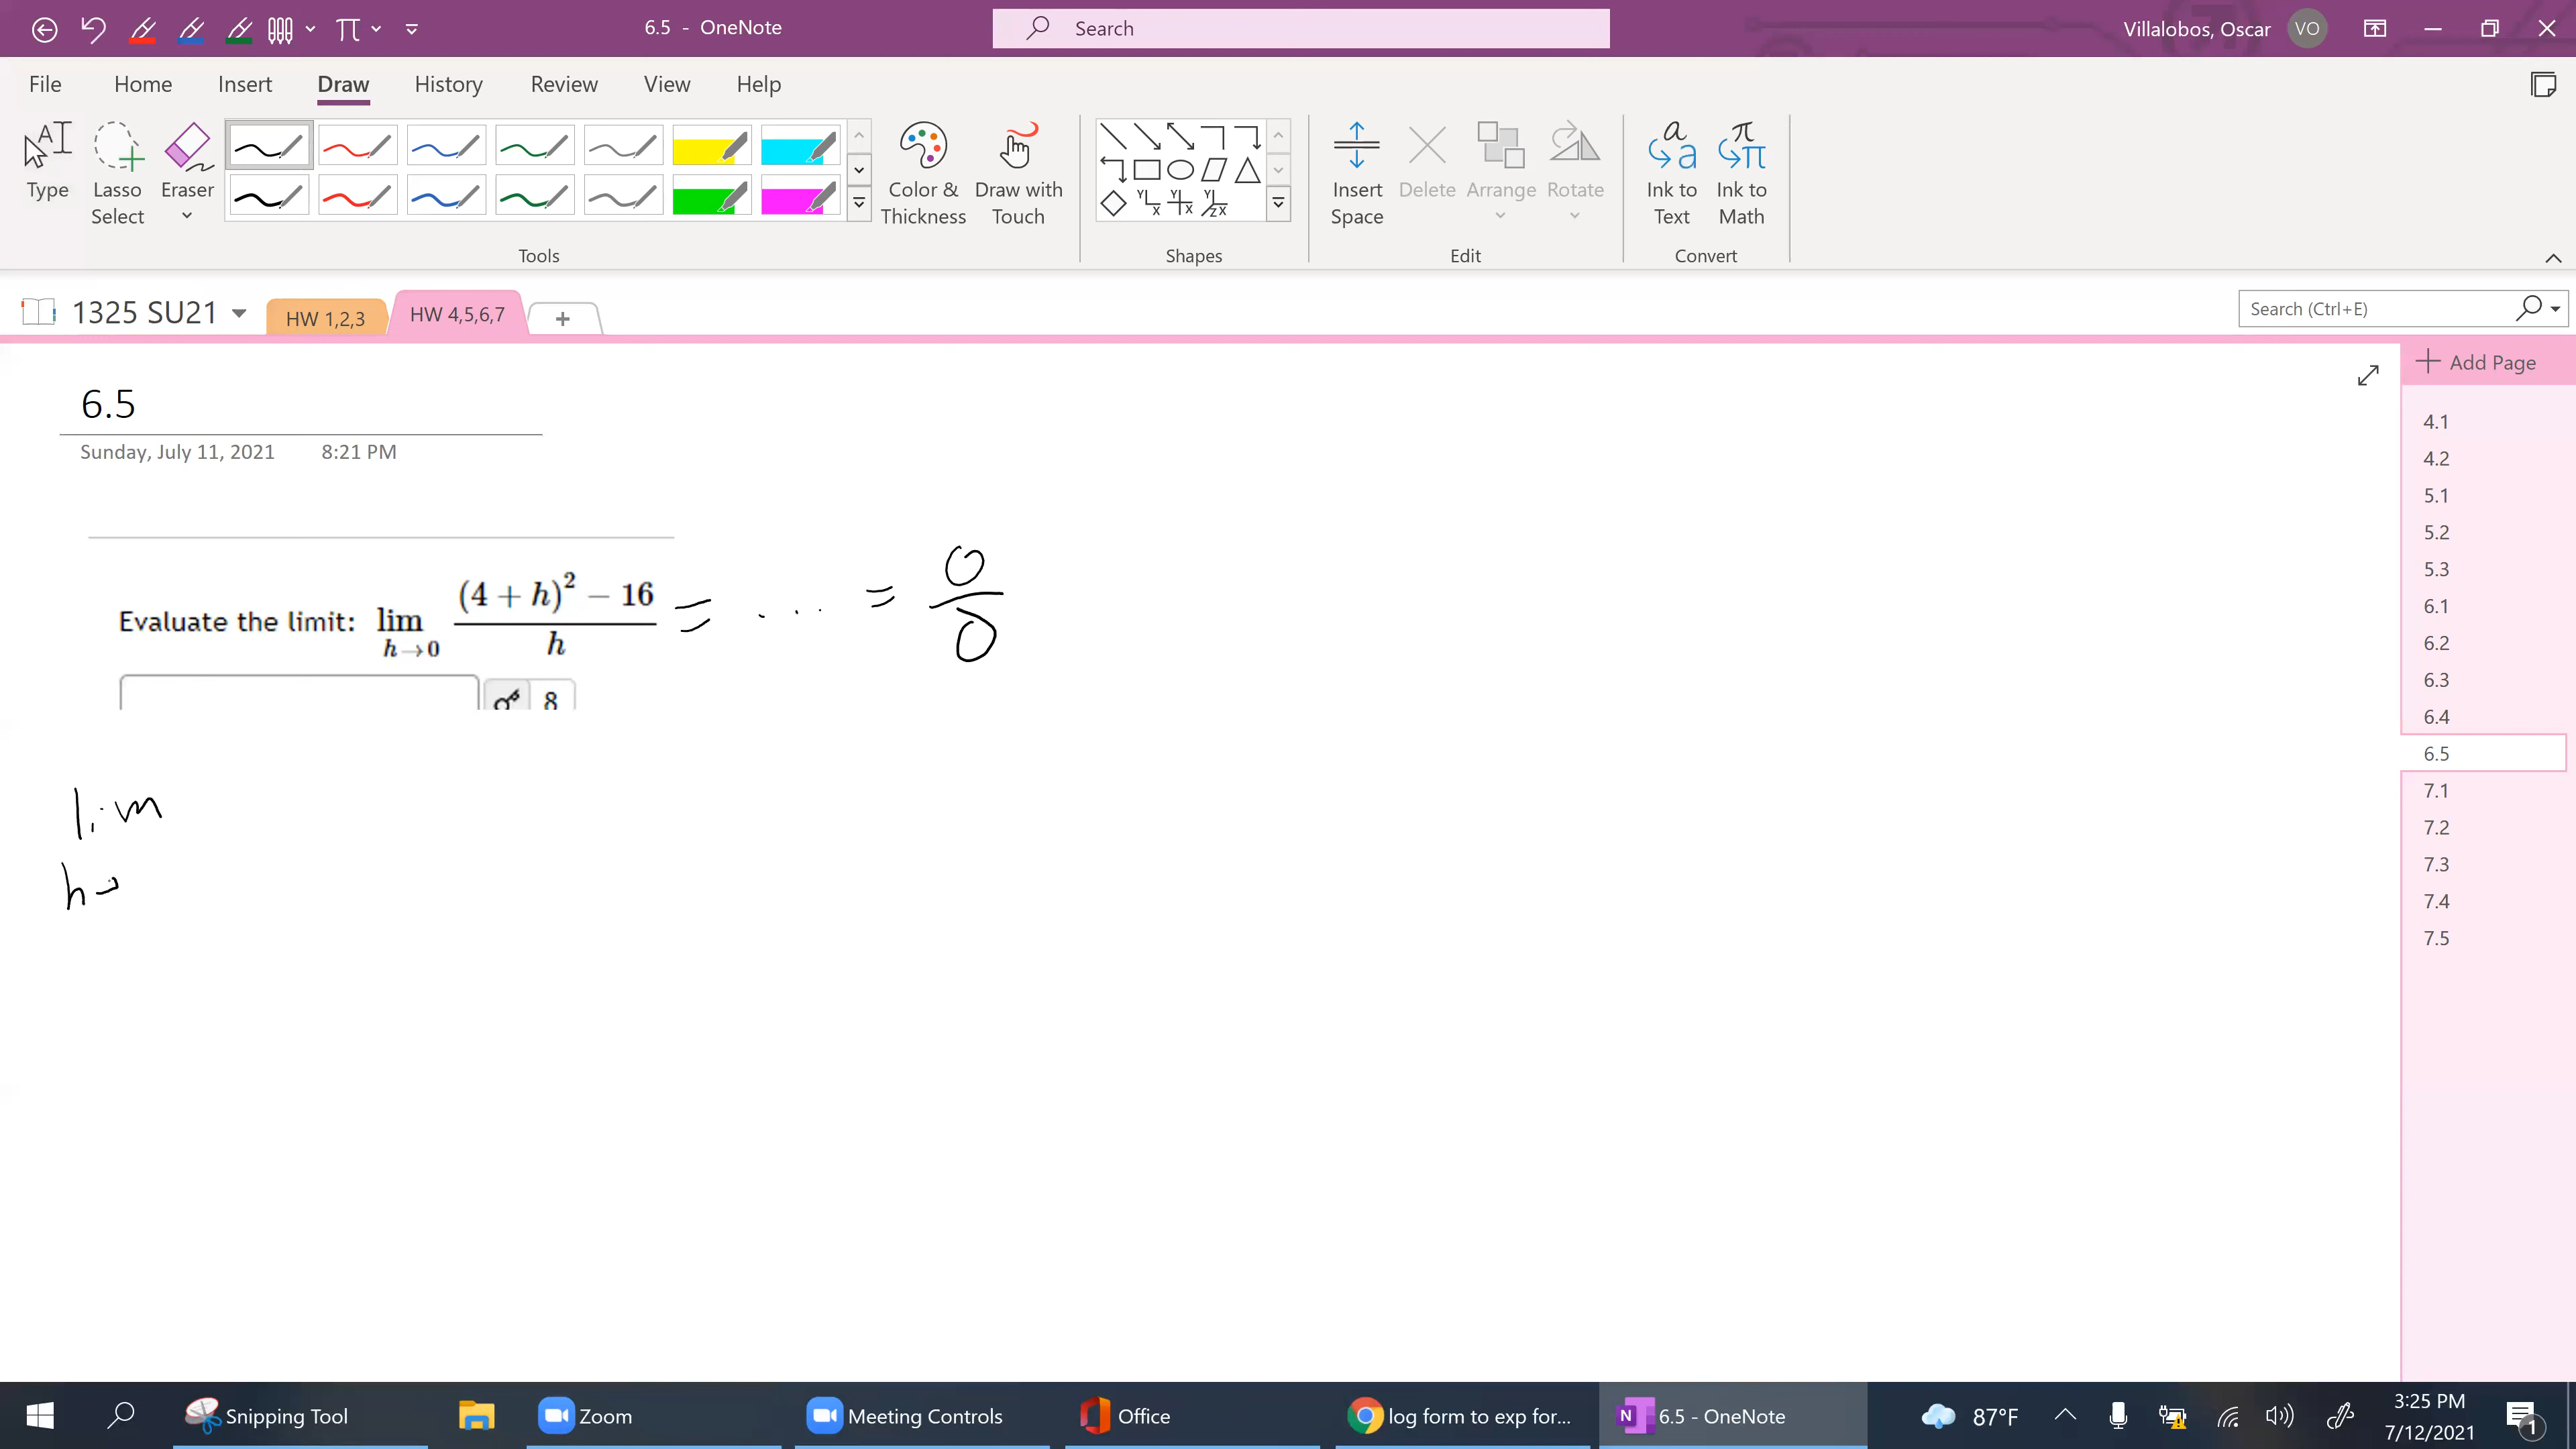 6.5 - OneNote
Search
Villalobos, Oscar VO
File Home Insert Draw History Review View Help
Type
Lasso Select
Eraser
Color & Thickness
Draw with Touch
Insert Space
Delete
Arrange
Rotate
Ink to Text
Ink to Math
Tools Shapes Edit Convert
1325 SU21
HW 1,2,3
HW 4,5,6,7
Search (Ctrl+E)
Add Page
6.5
Sunday, July 11, 2021 8:21 PM
Evaluate the limit: lim h→0 ((4 + h)² − 16)/h = ... = 0/0
8
lim
h→
4.1
4.2
5.1
5.2
5.3
6.1
6.2
6.3
6.4
6.5
7.1
7.2
7.3
7.4
7.5
Snipping Tool
Zoom
Meeting Controls
Office
log form to exp for...
6.5 - OneNote
87°F
3:25 PM
7/12/2021
1